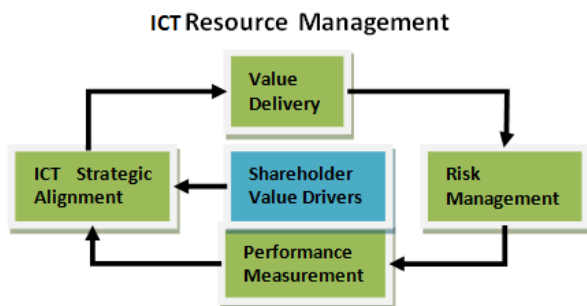 ICT Resource Management
Value
Delivery
ICT Strategic
Alignment
Shareholder
Value Drivers
Risk
Management
Performance
Measurement